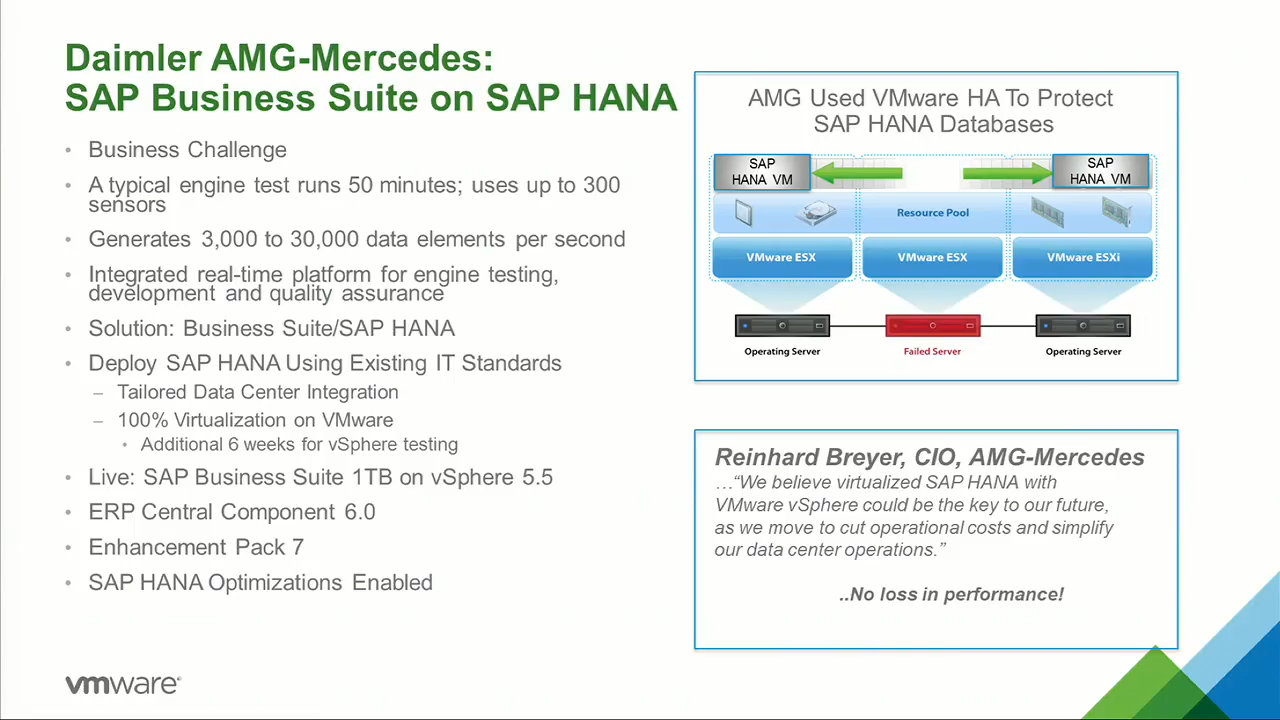 Daimler AMG-Mercedes:
SAP Business Suite on SAP HANA
• Business Challenge
• A typical engine test runs 50 minutes; uses up to 300
sensors
• Generates 3,000 to 30,000 data elements per second
• Integrated real-time platform for engine testing,
development and quality assurance
• Solution: Business Suite/SAP HANA
• Deploy SAP HANA Using Existing IT Standards
– Tailored Data Center Integration
– 100% Virtualization on VMware
• Additional 6 weeks for vSphere testing
• Live: SAP Business Suite 1TB on vSphere 5.5
• ERP Central Component 6.0
• Enhancement Pack 7
• SAP HANA Optimizations Enabled
AMG Used VMware HA To Protect
SAP HANA Databases
SAP
HANA VM
SAP
HANA VM
Resource Pool
VMware ESX
VMware ESX
VMware ESXi
Operating Server
Failed Server
Operating Server
Reinhard Breyer, CIO, AMG-Mercedes
…“We believe virtualized SAP HANA with
VMware vSphere could be the key to our future,
as we move to cut operational costs and simplify
our data center operations.”
..No loss in performance!
vmware®